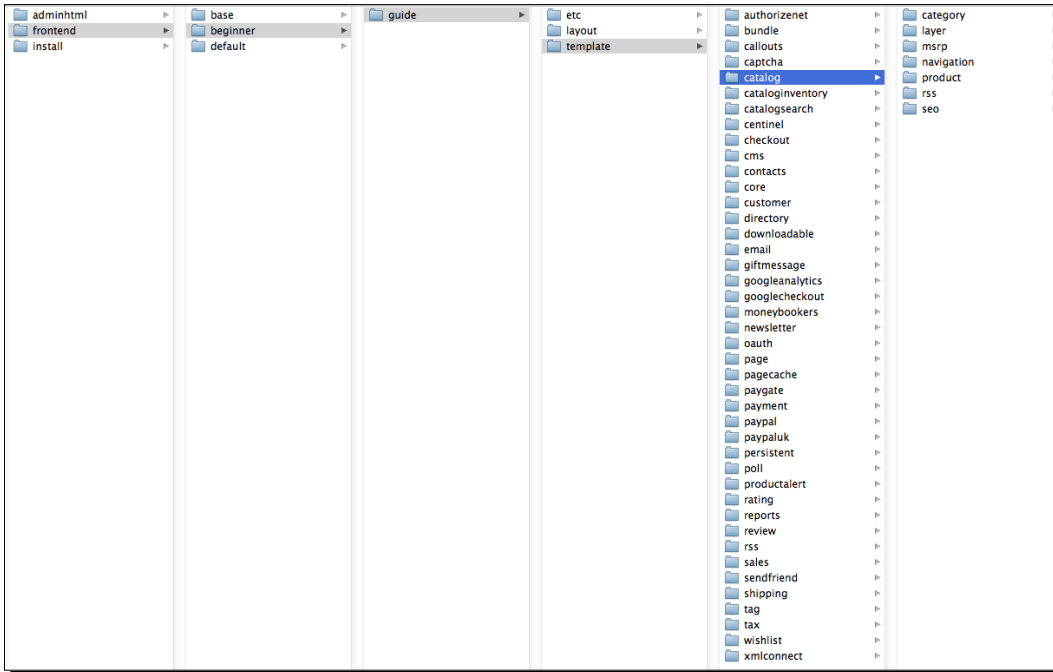 adminhtml
frontend
install
base
beginner
default
guide
etc
layout
template
authorizenet
bundle
callouts
captcha
catalog
cataloginventory
catalogsearch
centinel
checkout
cms
contacts
core
customer
directory
downloadable
email
giftmessage
googleanalytics
googlecheckout
moneybookers
newsletter
oauth
page
pagecache
paygate
payment
paypal
paypaluk
persistent
poll
productalert
rating
reports
review
rss
sales
sendfriend
shipping
tag
tax
wishlist
xmlconnect
category
layer
msrp
navigation
product
rss
seo